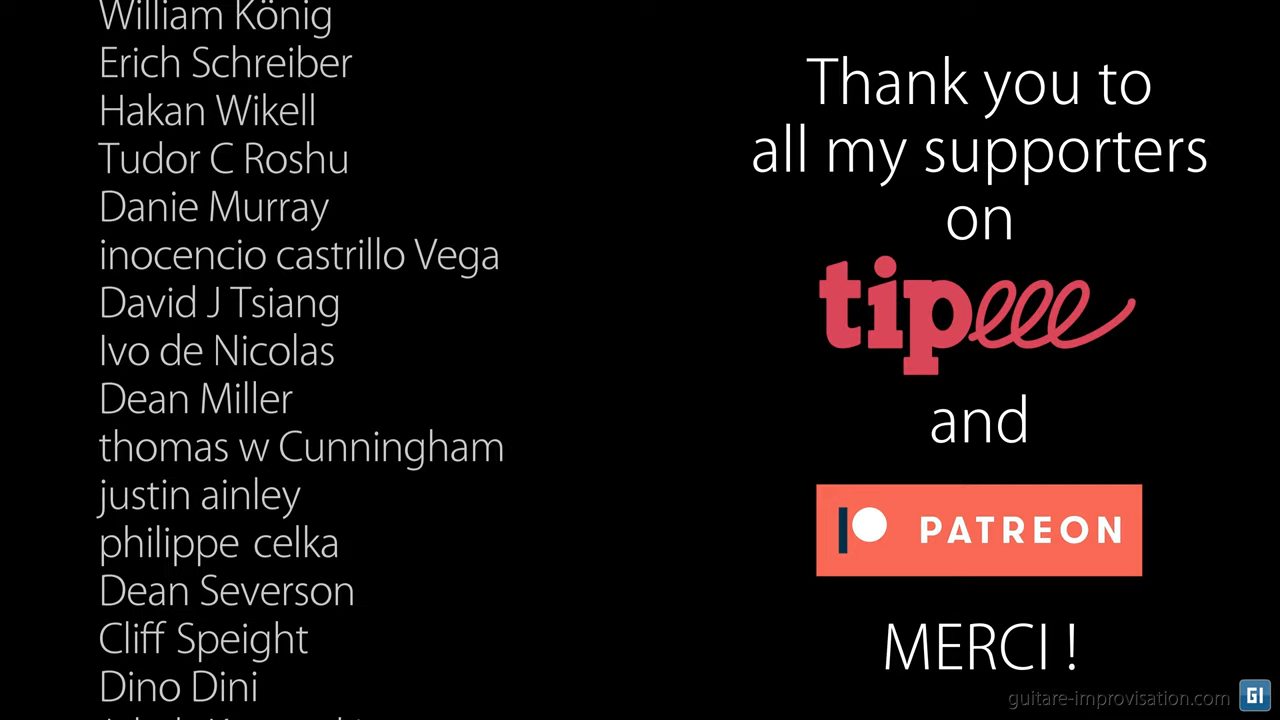 William König
Erich Schreiber
Hakan Wikell
Tudor C Roshu
Danie Murray
inocencio castrillo Vega
David J Tsiang
Ivo de Nicolas
Dean Miller
thomas w Cunningham
justin ainley
philippe celka
Dean Severson
Cliff Speight
Dino Dini
Thank you to
all my supporters
on
tipeee
and
PATREON
MERCI !
guitare-improvisation.com GI